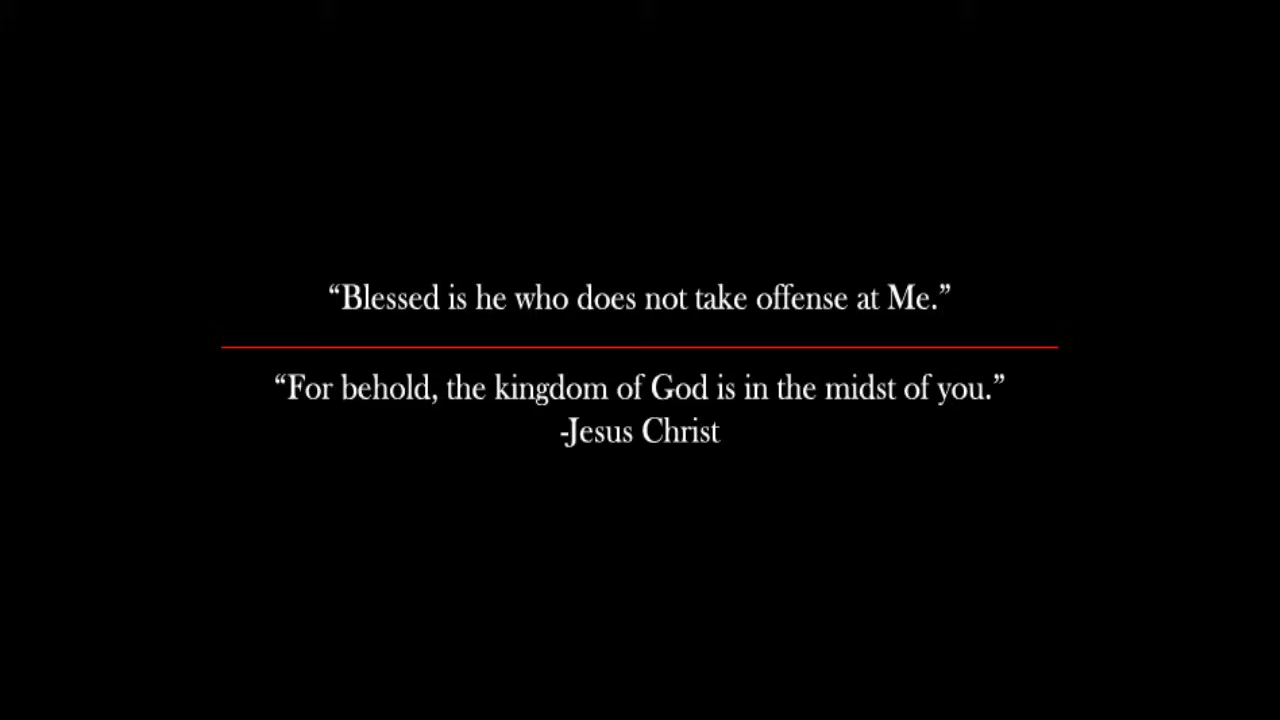 “Blessed is he who does not take offense at Me.”
“For behold, the kingdom of God is in the midst of you.”
-Jesus Christ